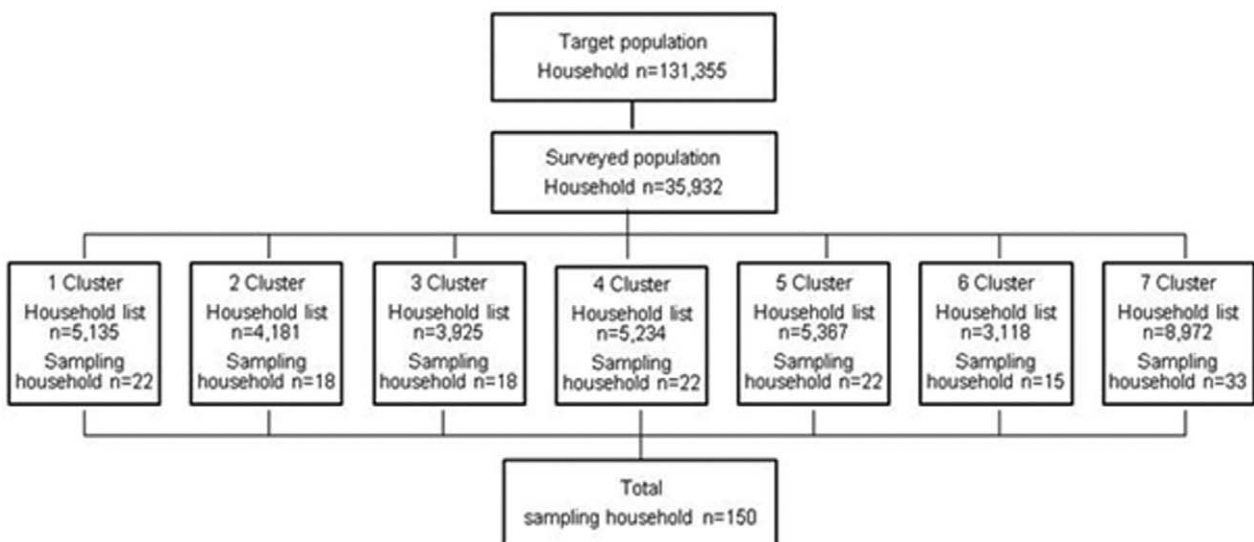 Target population
Household n=131,355
Surveyed population
Household n=35,932
1 Cluster
Household list
n=5,135
Sampling
household n=22
2 Cluster
Household list
n=4,181
Sampling
household n=18
3 Cluster
Household list
n=3,925
Sampling
household n=18
4 Cluster
Household list
n=5,234
Sampling
household n=22
5 Cluster
Household list
n=5,367
Sampling
household n=22
6 Cluster
Household list
n=3,118
Sampling
household n=15
7 Cluster
Household list
n=8,972
Sampling
household n=33
Total
sampling household n=150